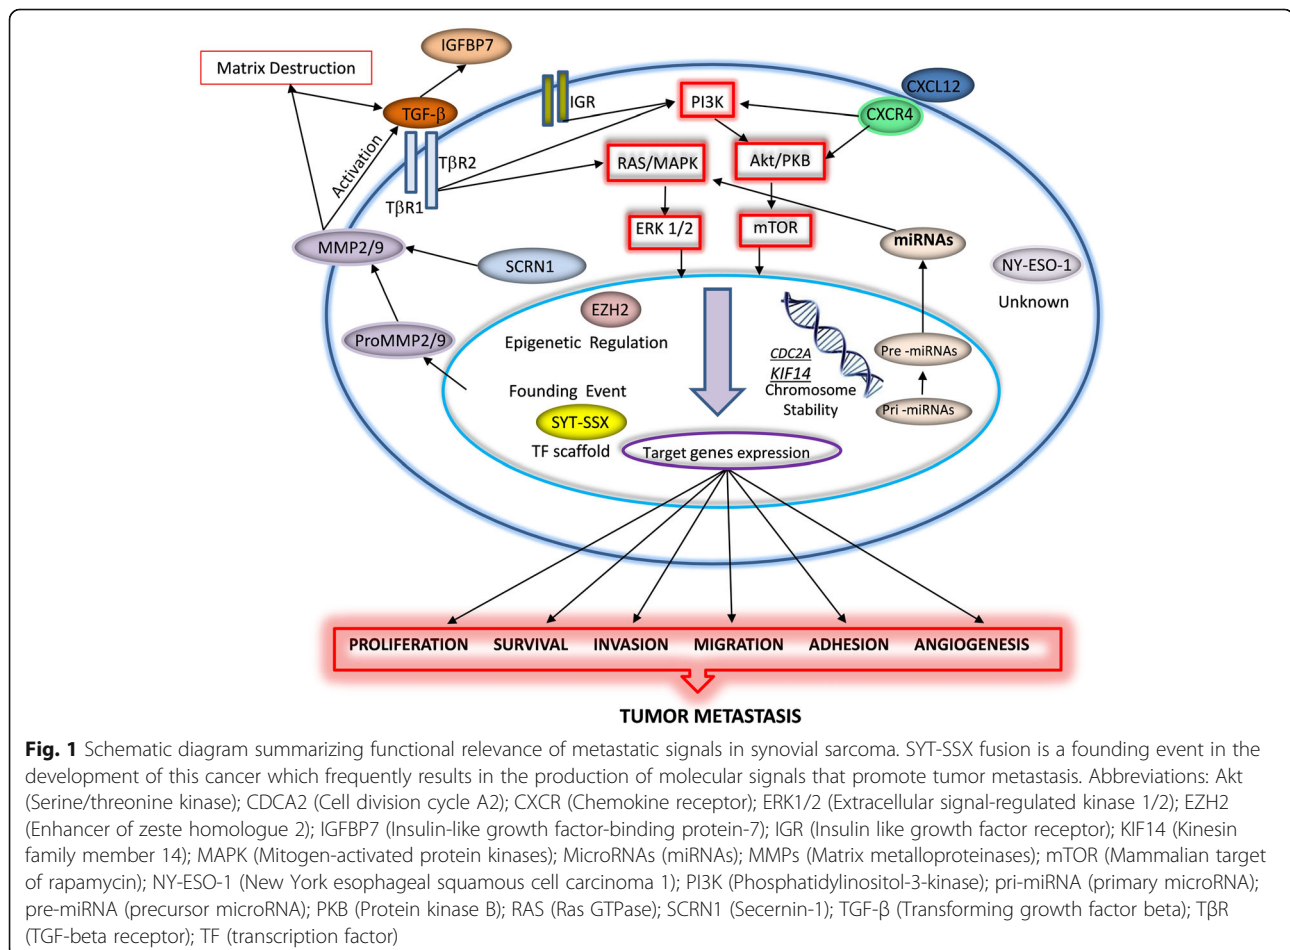 IGFBP7
Matrix Destruction
CXCL12
IGR
PI3K
TGF-β
CXCR4
Activation
TβR2
RAS/MAPK
Akt/PKB
TβR1
ERK 1/2
mTOR
miRNAs
MMP2/9
SCRN1
NY-ESO-1
Unknown
EZH2
Epigenetic Regulation
ProMMP2/9
Pre -miRNAs
CDC2A
KIF14
Chromosome
Stability
Founding Event
Pri -miRNAs
SYT-SSX
TF scaffold
Target genes expression
PROLIFERATION SURVIVAL INVASION MIGRATION ADHESION ANGIOGENESIS
TUMOR METASTASIS
Fig. 1 Schematic diagram summarizing functional relevance of metastatic signals in synovial sarcoma. SYT-SSX fusion is a founding event in the
development of this cancer which frequently results in the production of molecular signals that promote tumor metastasis. Abbreviations: Akt
(Serine/threonine kinase); CDCA2 (Cell division cycle A2); CXCR (Chemokine receptor); ERK1/2 (Extracellular signal-regulated kinase 1/2); EZH2
(Enhancer of zeste homologue 2); IGFBP7 (Insulin-like growth factor-binding protein-7); IGR (Insulin like growth factor receptor); KIF14 (Kinesin
family member 14); MAPK (Mitogen-activated protein kinases); MicroRNAs (miRNAs); MMPs (Matrix metalloproteinases); mTOR (Mammalian target
of rapamycin); NY-ESO-1 (New York esophageal squamous cell carcinoma 1); PI3K (Phosphatidylinositol-3-kinase); pri-miRNA (primary microRNA);
pre-miRNA (precursor microRNA); PKB (Protein kinase B); RAS (Ras GTPase); SCRN1 (Secernin-1); TGF-β (Transforming growth factor beta); TβR
(TGF-beta receptor); TF (transcription factor)